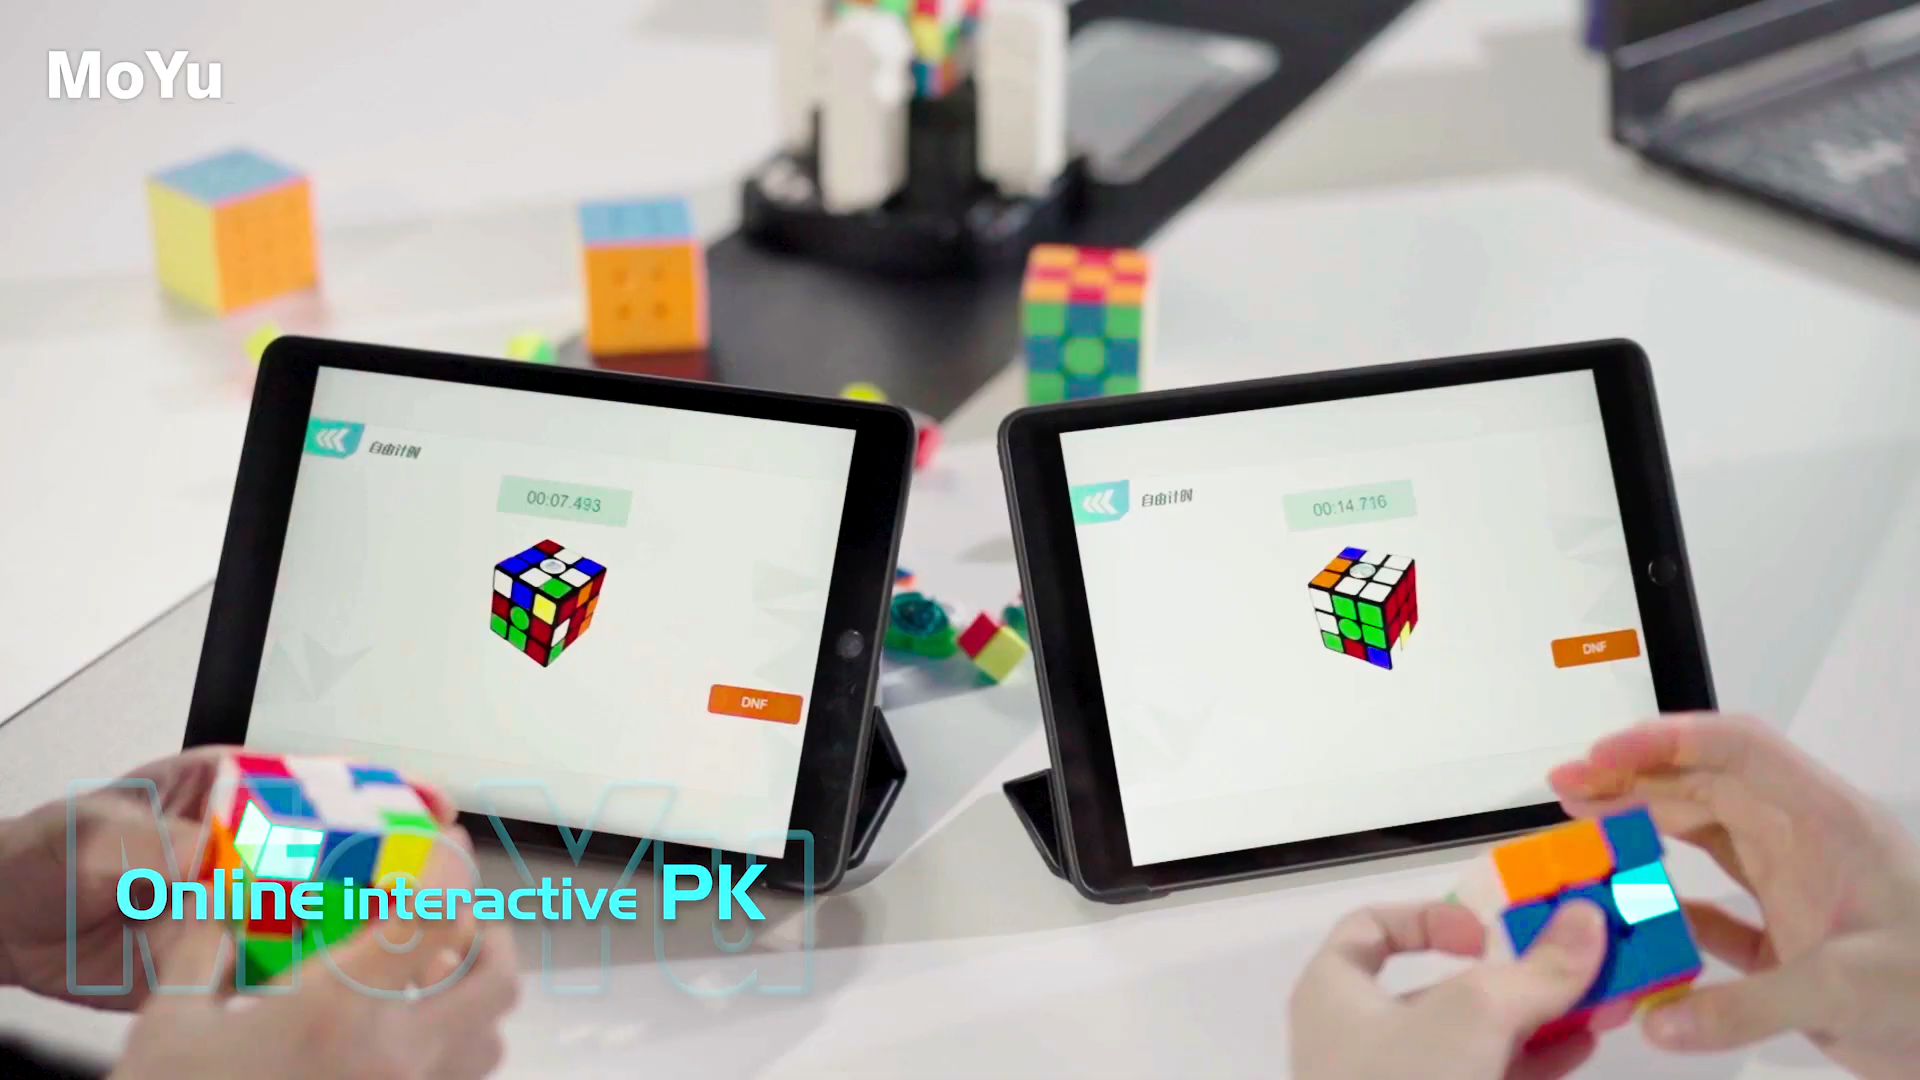 MoYu
自由计时
00:07.493
DNF
自由计时
00:14.716
DNF
MoYu
Online interactive PK